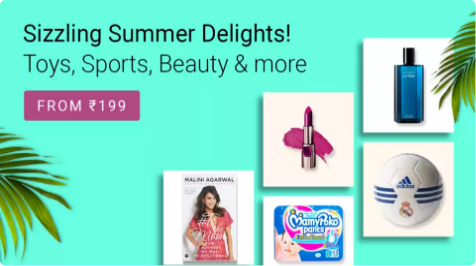 Sizzling Summer Delights!
Toys, Sports, Beauty & more
FROM ₹199
MALINI AGARWAL
MamyPoko
pants
adidas